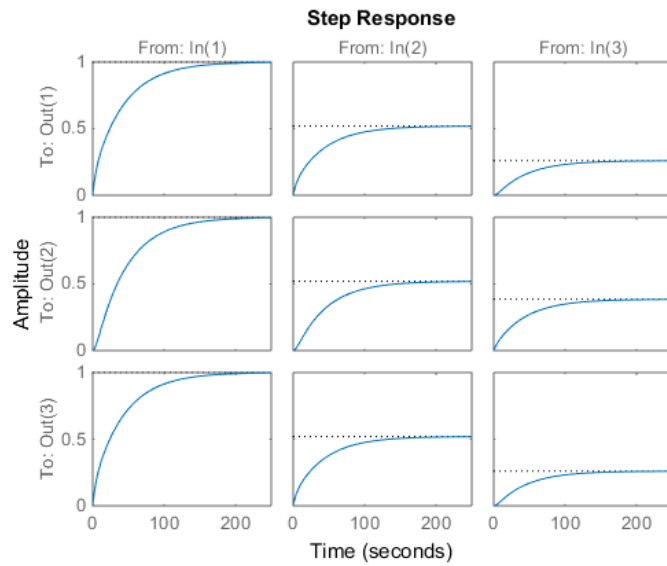 Step Response
From: In(1) From: In(2) From: In(3)
Amplitude
To: Out(1)
1
0.5
0
To: Out(2)
1
0.5
0
To: Out(3)
1
0.5
0
0 100 200 0 100 200 0 100 200
Time (seconds)